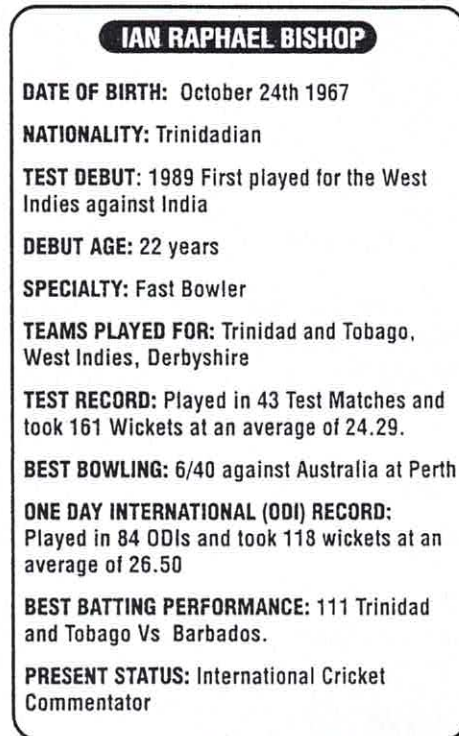 IAN RAPHAEL BISHOP
DATE OF BIRTH: October 24th 1967
NATIONALITY: Trinidadian
TEST DEBUT: 1989 First played for the West
Indies against India
DEBUT AGE: 22 years
SPECIALTY: Fast Bowler
TEAMS PLAYED FOR: Trinidad and Tobago,
West Indies, Derbyshire
TEST RECORD: Played in 43 Test Matches and
took 161 Wickets at an average of 24.29.
BEST BOWLING: 6/40 against Australia at Perth
ONE DAY INTERNATIONAL (ODI) RECORD:
Played in 84 ODIs and took 118 wickets at an
average of 26.50
BEST BATTING PERFORMANCE: 111 Trinidad
and Tobago Vs Barbados.
PRESENT STATUS: International Cricket
Commentator